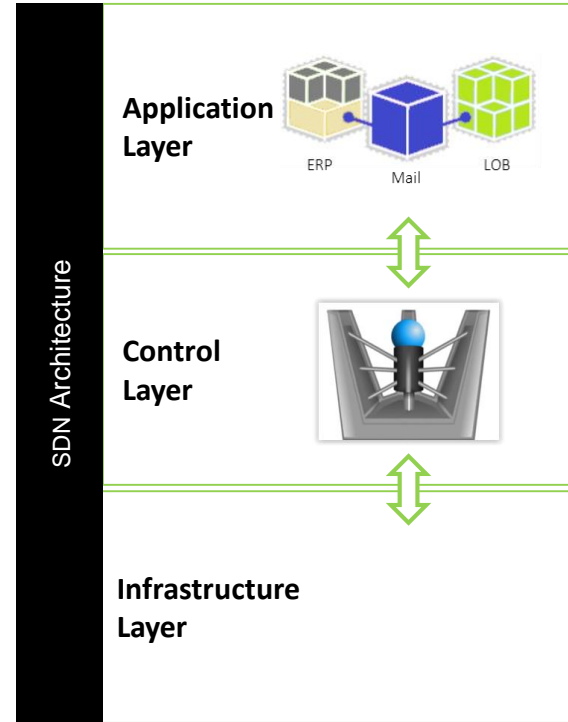 SDN Architecture
Application
Layer
ERP
Mail
LOB
Control
Layer
Infrastructure
Layer